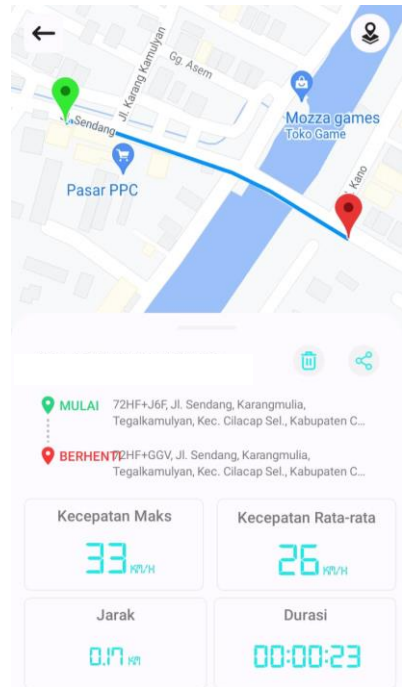 Jl. Karang Kamulyan
Gg. Asem
Sendang
Mozza games
Toko Game
Pasar PPC
Kano
MULAI 72HF+J6F, Jl. Sendang, Karangmulia,
Tegalkamulyan, Kec. Cilacap Sel., Kabupaten C...
BERHENTI 72HF+GGV, Jl. Sendang, Karangmulia,
Tegalkamulyan, Kec. Cilacap Sel., Kabupaten C...
Kecepatan Maks
33 KM/H
Kecepatan Rata-rata
26 KM/H
Jarak
0.17 KM
Durasi
00:00:23